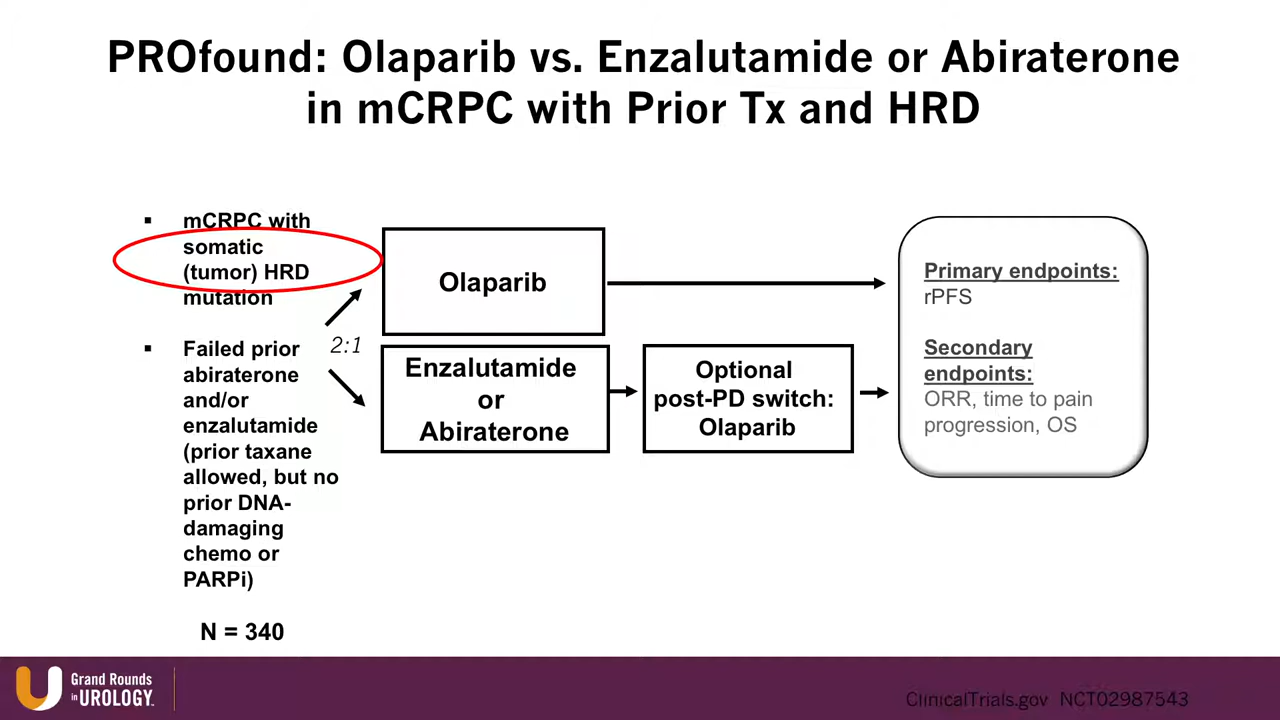 PROfound: Olaparib vs. Enzalutamide or Abiraterone
in mCRPC with Prior Tx and HRD
▪ mCRPC with
somatic
(tumor) HRD
mutation
▪ Failed prior
abiraterone
and/or
enzalutamide
(prior taxane
allowed, but no
prior DNA-
damaging
chemo or
PARPi)
N = 340
2:1
Olaparib
Enzalutamide
or
Abiraterone
Optional
post-PD switch:
Olaparib
Primary endpoints:
rPFS
Secondary
endpoints:
ORR, time to pain
progression, OS
Grand Rounds
in UROLOGY
ClinicalTrials.gov NCT02987543